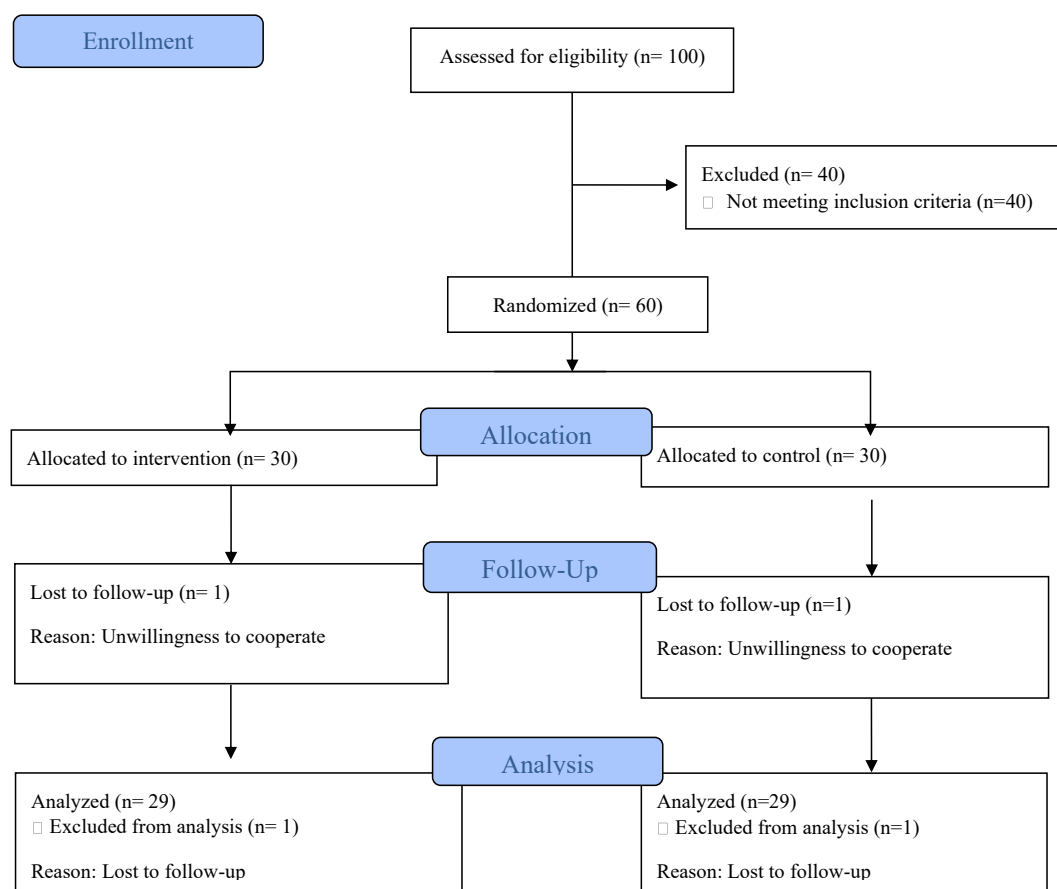 Enrollment
Assessed for eligibility (n= 100)
Excluded (n= 40)
□ Not meeting inclusion criteria (n=40)
Randomized (n= 60)
Allocation
Allocated to intervention (n= 30)
Allocated to control (n= 30)
Follow-Up
Lost to follow-up (n= 1)
Reason: Unwillingness to cooperate
Lost to follow-up (n=1)
Reason: Unwillingness to cooperate
Analysis
Analyzed (n= 29)
□ Excluded from analysis (n= 1)
Reason: Lost to follow-up
Analyzed (n=29)
□ Excluded from analysis (n=1)
Reason: Lost to follow-up